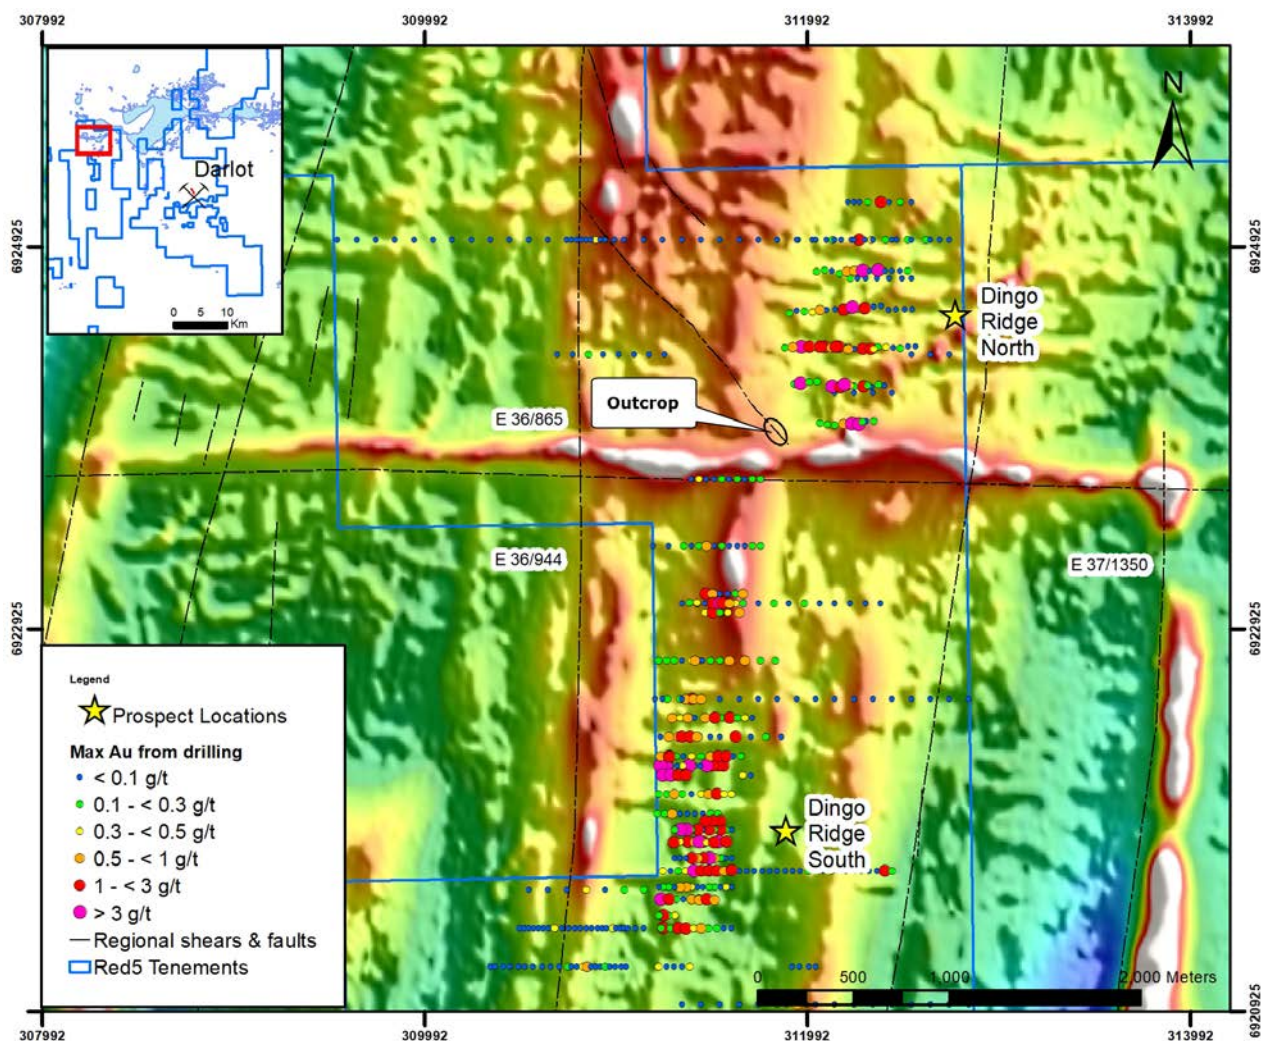 307992
309992
311992
313992
N
Darlot
0 5 10
Km
6924925
6924925
Dingo
Ridge
North
Outcrop
E 36/865
E 36/944
E 37/1350
6922925
6922925
Legend
Prospect Locations
Max Au from drilling
< 0.1 g/t
0.1 - < 0.3 g/t
0.3 - < 0.5 g/t
0.5 - < 1 g/t
1 - < 3 g/t
> 3 g/t
Regional shears & faults
Red5 Tenements
Dingo
Ridge
South
0 500 1,000 2,000 Meters
6920925
307992
309992
311992
313992